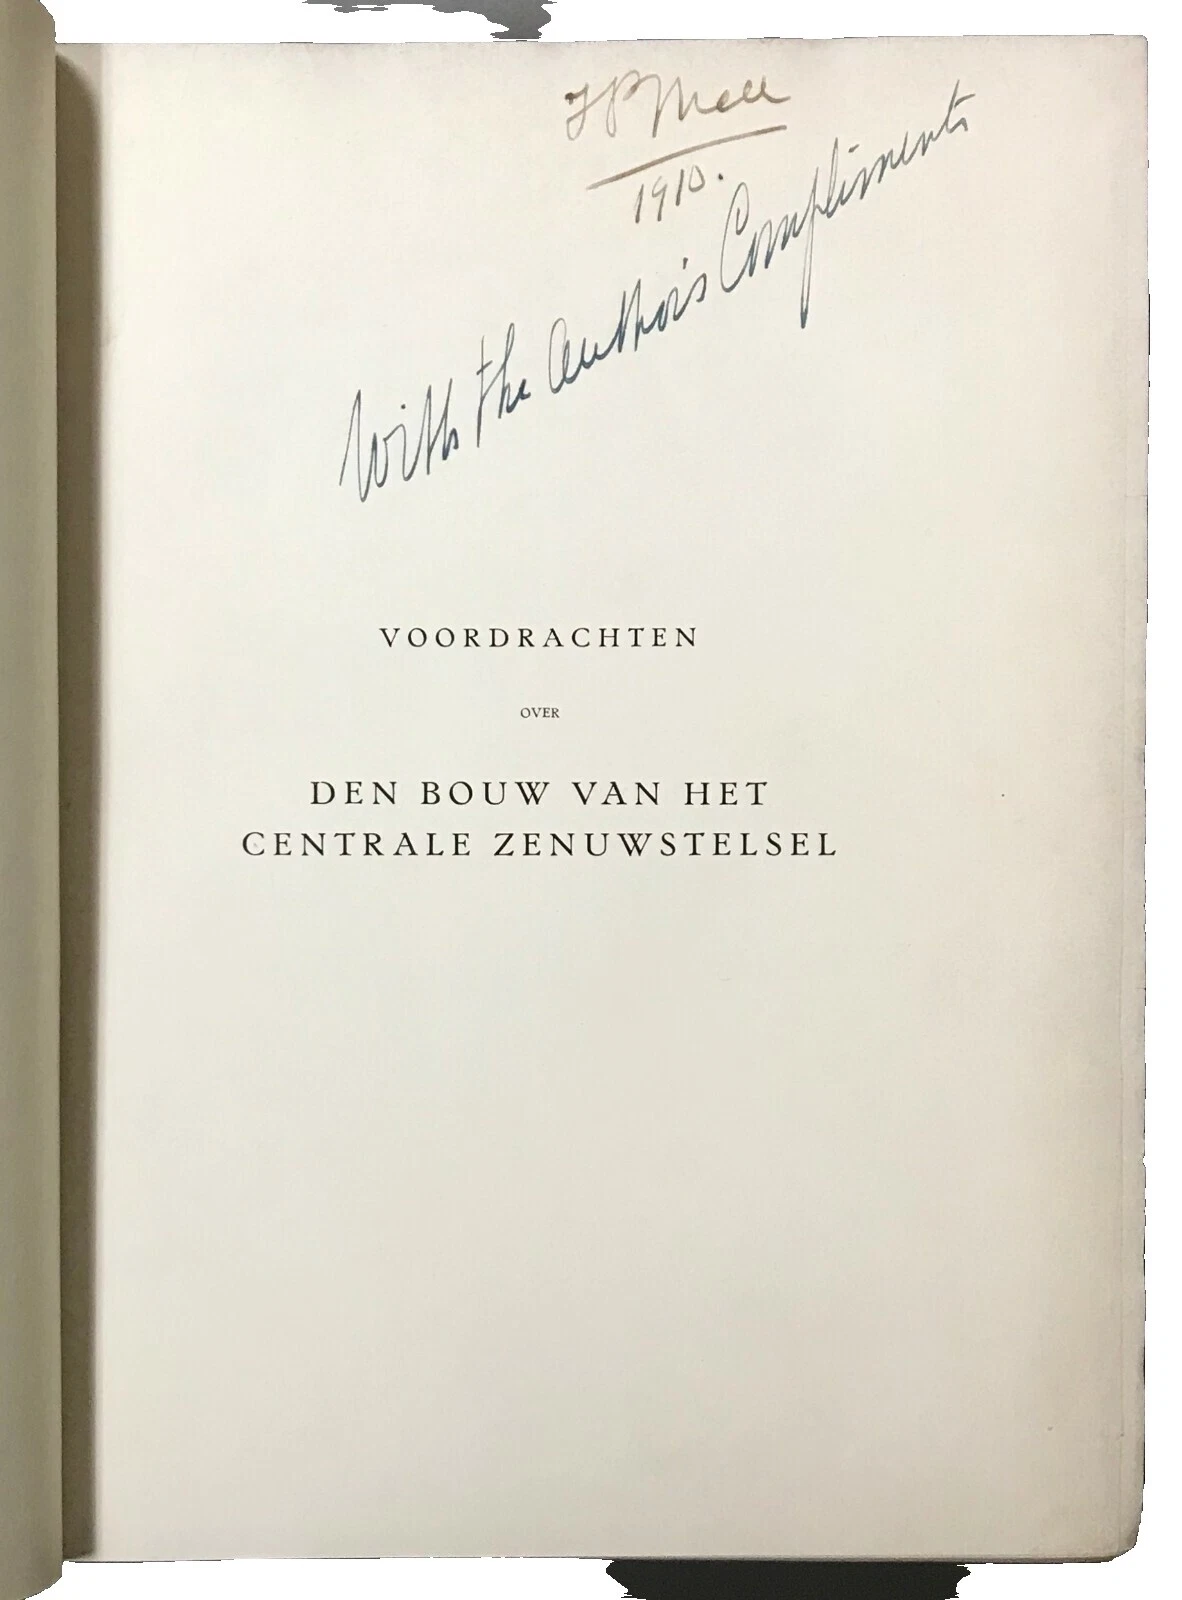 F P Mall
1910.
With the Author's Compliments
VOORDRACHTEN
OVER
DEN BOUW VAN HET
CENTRALE ZENUWSTELSEL